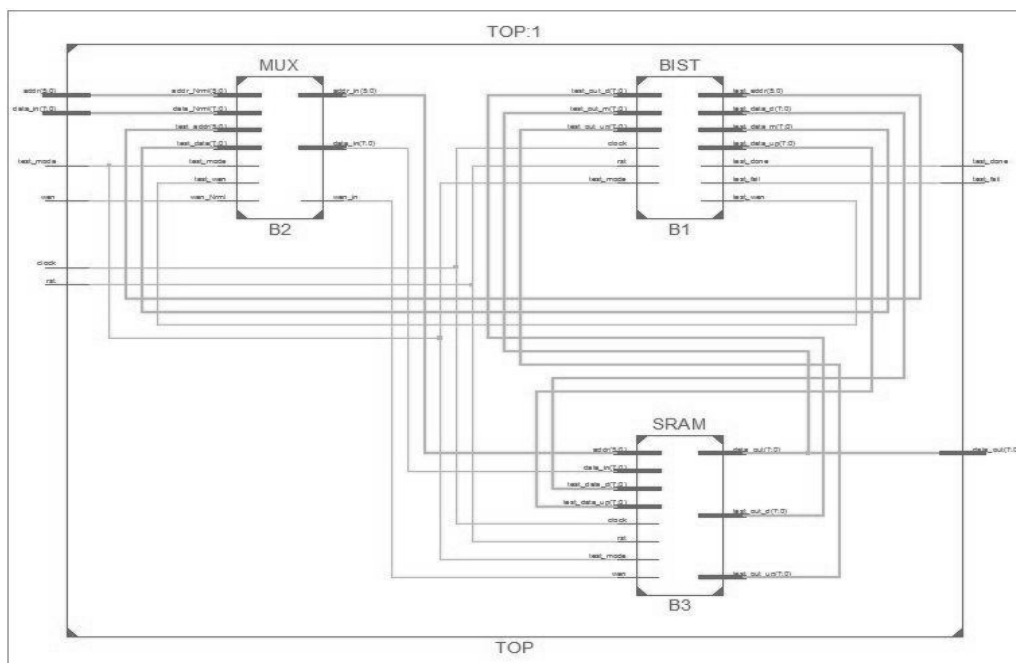 TOP:1
MUX
addr(5:0)
data_in(7:0)
test_mode
wen
clock
rst
addr_Nrml(5:0)
data_Nrml(7:0)
test_addr(5:0)
test_data(7:0)
test_mode
test_wen
wen_Nrml
addr_in(5:0)
data_in(7:0)
wen_in
B2
BIST
test_out_d(7:0)
test_out_m(7:0)
test_out_up(7:0)
clock
rst
test_mode
test_addr(5:0)
test_data_d(7:0)
test_data_m(7:0)
test_data_up(7:0)
test_done
test_fail
test_wen
B1
test_done
test_fail
SRAM
addr(5:0)
data_in(7:0)
test_data_d(7:0)
test_data_up(7:0)
clock
rst
test_mode
wen
data_out(7:0)
test_out_d(7:0)
test_out_up(7:0)
B3
data_out(7:0
TOP